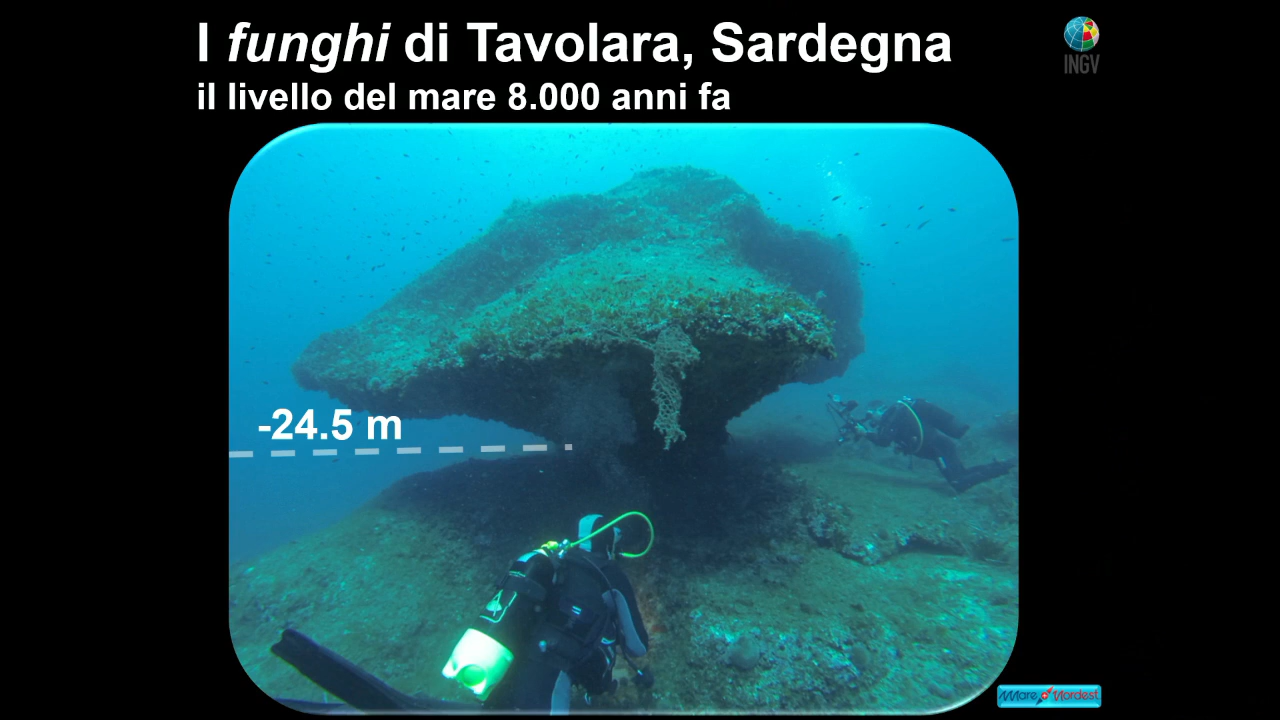 I funghi di Tavolara, Sardegna
il livello del mare 8.000 anni fa
INGV
-24.5 m
Mare Nordest